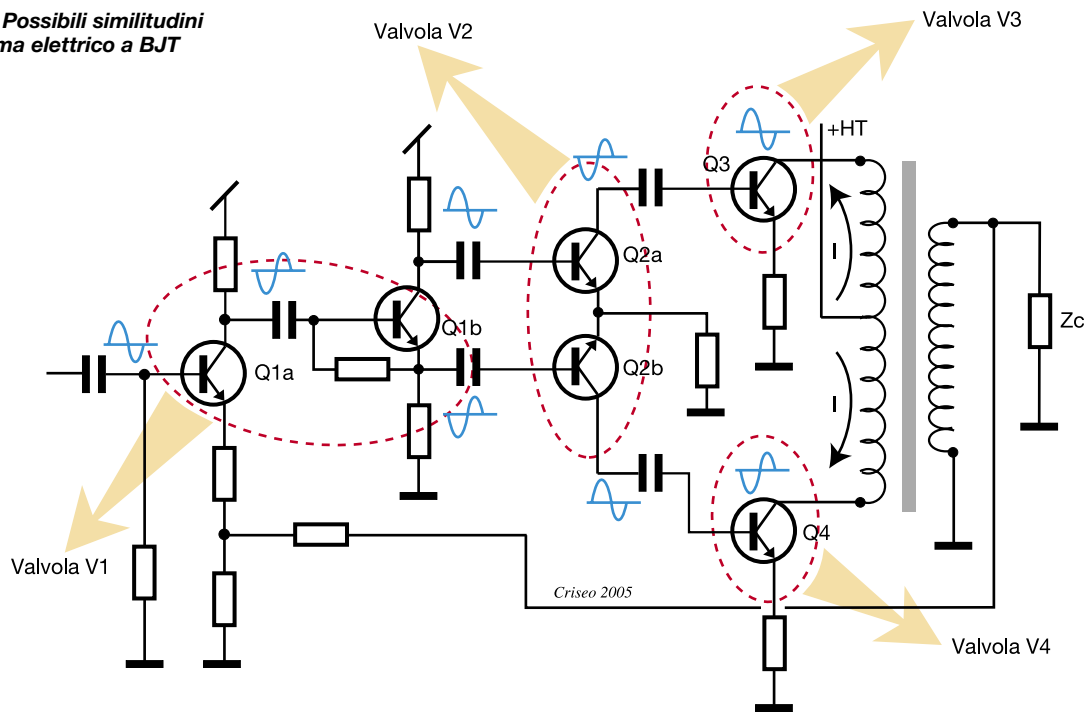 Possibili similitudini
ma elettrico a BJT
Valvola V2
Valvola V3
+HT
Q3
Q2a
I
Q1b
Zc
Q1a
Q2b
I
Q4
Valvola V1
Criseo 2005
Valvola V4